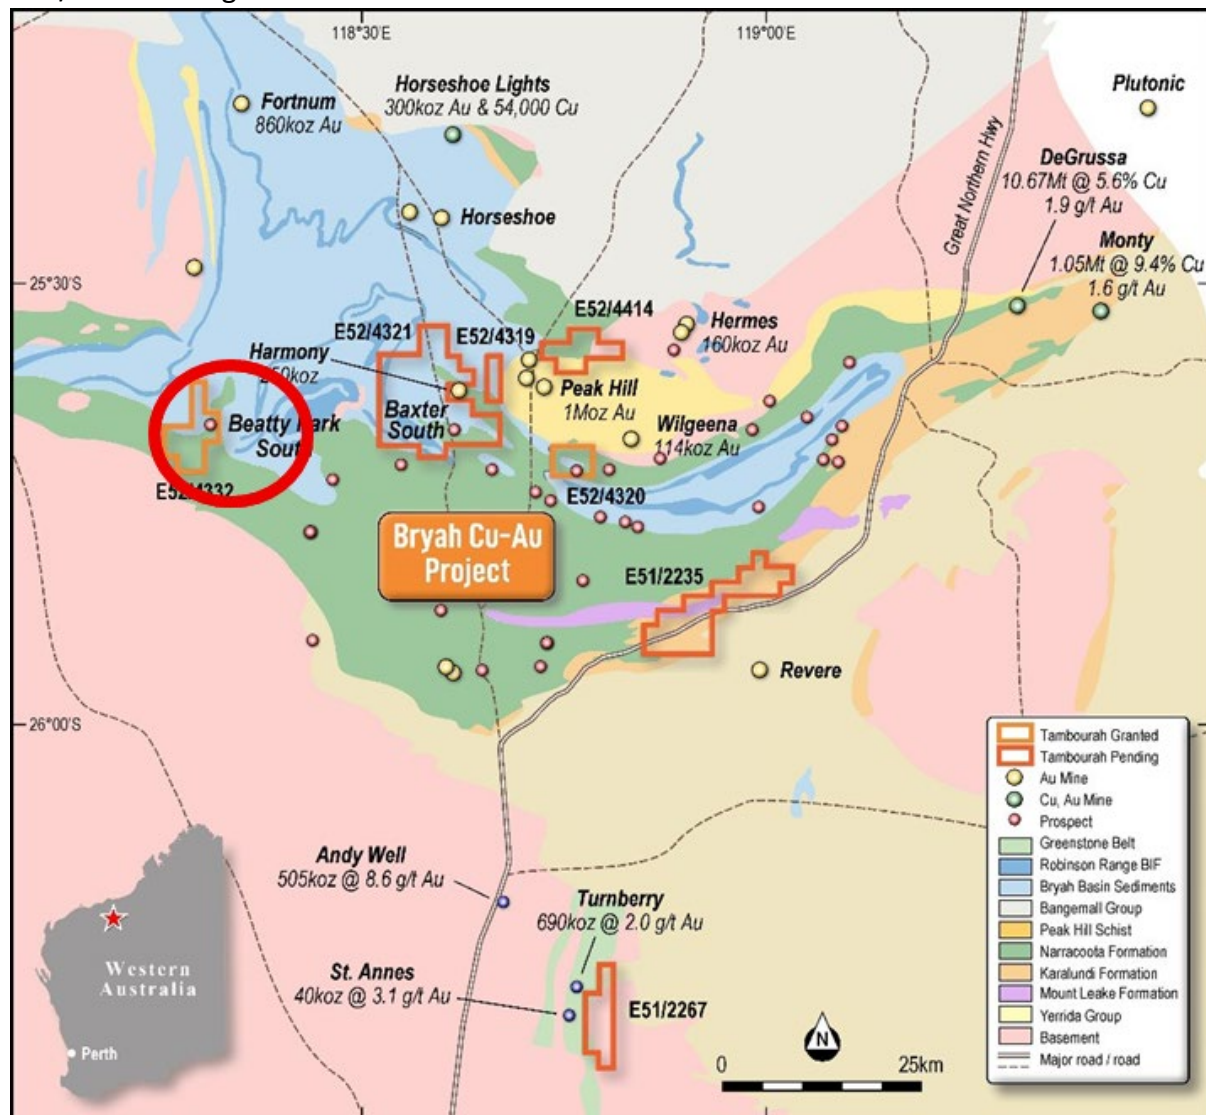 118°30'E
119°00'E
Fortnum
860koz Au
Horseshoe Lights
300koz Au & 54,000 Cu
Plutonic
Great Northern Hwy
DeGrussa
10.67Mt @ 5.6% Cu
1.9 g/t Au
Horseshoe
Monty
1.05Mt @ 9.4% Cu
1.6 g/t Au
25°30'S
E52/4414
E52/4321
E52/4319
Hermes
160koz Au
Harmony
250koz
Peak Hill
1Moz Au
Baxter
South
Beatty Park
South
Wilgeena
114koz Au
E52/4332
E52/4320
Bryah Cu-Au
Project
E51/2235
Revere
26°00'S
Tambourah Granted
Tambourah Pending
Au Mine
Cu, Au Mine
Prospect
Greenstone Belt
Robinson Range BIF
Bryah Basin Sediments
Bangemall Group
Peak Hill Schist
Narracoota Formation
Karalundi Formation
Mount Leake Formation
Yerrida Group
Basement
Major road / road
Andy Well
505koz @ 8.6 g/t Au
Turnberry
690koz @ 2.0 g/t Au
St. Annes
40koz @ 3.1 g/t Au
E51/2267
Western
Australia
Perth
N
0 25km